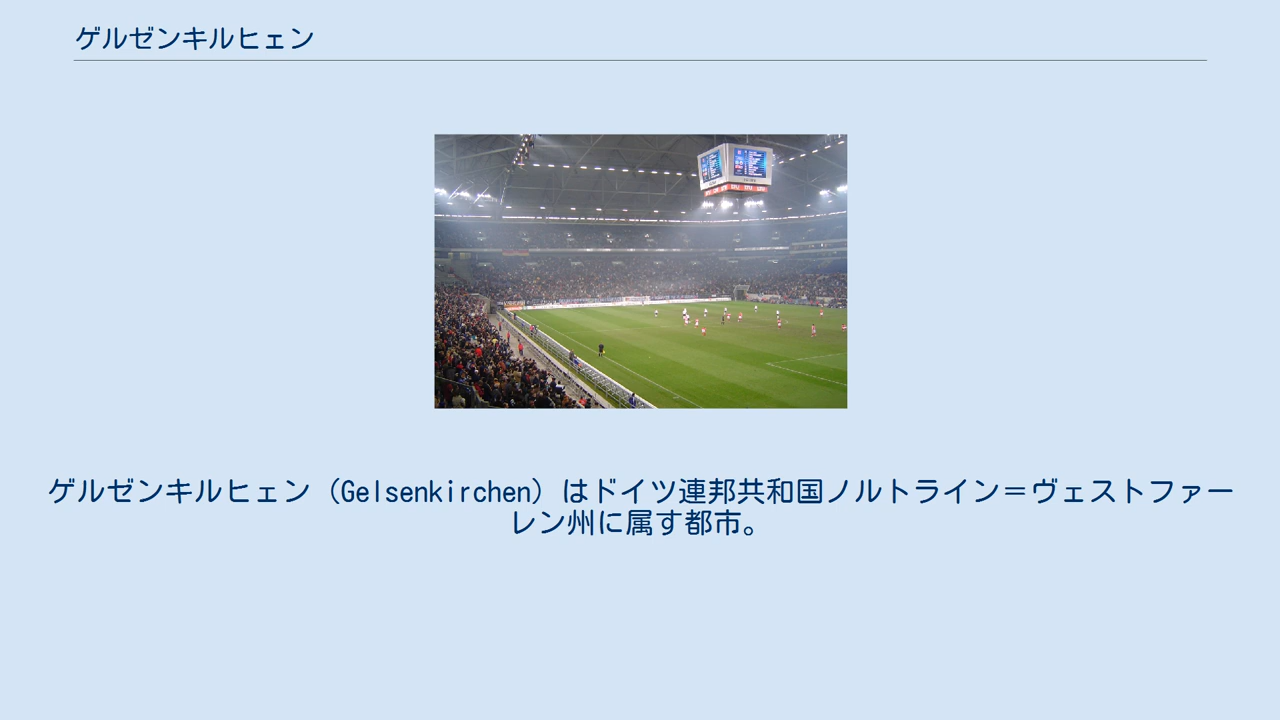 ゲルゼンキルヒェン
ゲルゼンキルヒェン（Gelsenkirchen）はドイツ連邦共和国ノルトライン＝ヴェストファー
レン州に属す都市。